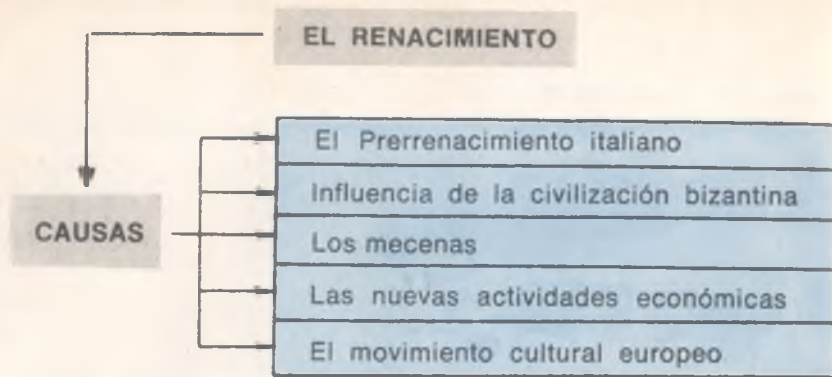 EL RENACIMIENTO
CAUSAS
El Prerrenacimiento italiano
Influencia de la civilización bizantina
Los mecenas
Las nuevas actividades económicas
El movimiento cultural europeo